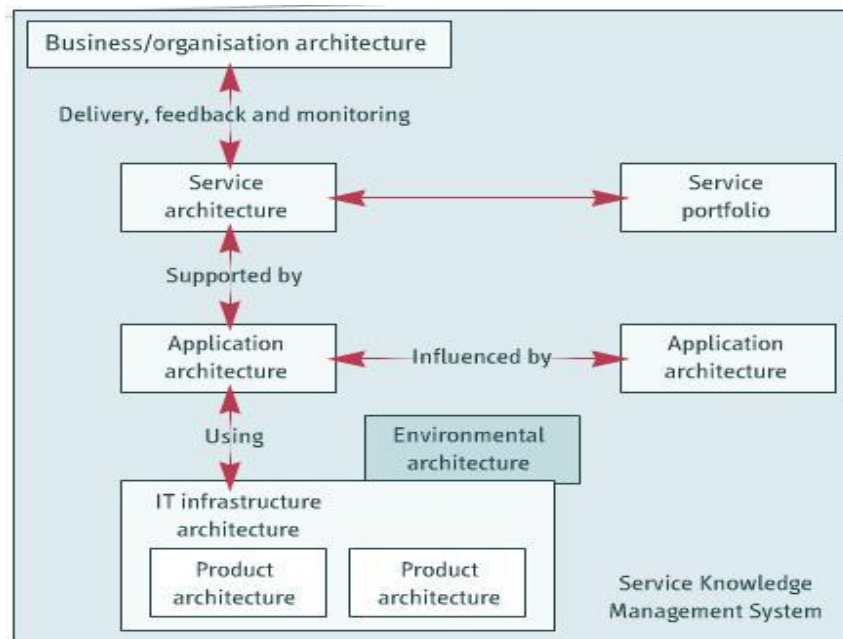 Business/organisation architecture
Delivery, feedback and monitoring
Service
architecture
Service
portfolio
Supported by
Application
architecture
Influenced by
Application
architecture
Using
Environmental
architecture
IT infrastructure
architecture
Product
architecture
Product
architecture
Service Knowledge
Management System